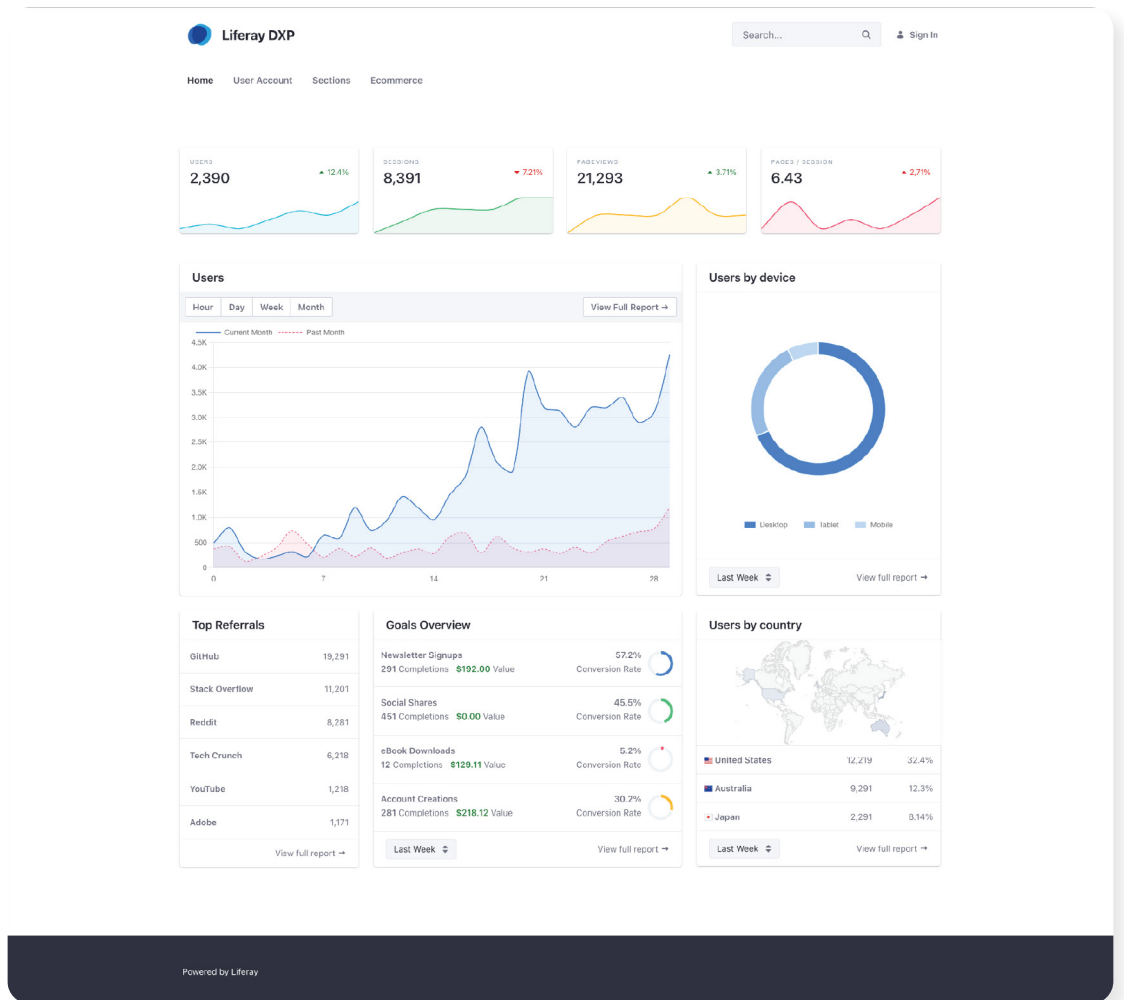 Liferay DXP
Search...
Sign In
Home User Account Sections Ecommerce
USERS
2,390
12.4%
SESSIONS
8,391
7.21%
PAGEVIEWS
21,293
3.71%
PAGES / SESSION
6.43
2,71%
Users
Hour Day Week Month
View Full Report →
Current Month Past Month
4.5K
4.0K
3.5K
3.0K
2.5K
2.0K
1.5K
1.0K
500
0
0 7 14 21 28
Users by device
Desktop Tablet Mobile
Last Week
View full report →
Top Referrals
GitHub 19,291
Stack Overflow 11,201
Reddit 8,281
Tech Crunch 6,218
YouTube 1,218
Adobe 1,171
View full report →
Goals Overview
Newsletter Signups 57.2%
291 Completions $192.00 Value Conversion Rate
Social Shares 45.5%
451 Completions $0.00 Value Conversion Rate
eBook Downloads 5.2%
12 Completions $129.11 Value Conversion Rate
Account Creations 30.2%
281 Completions $218.12 Value Conversion Rate
Last Week View full report →
Users by country
United States 12,219 32.4%
Australia 9,291 12.3%
Japan 2,291 8.14%
Last Week View full report →
Powered by Liferay